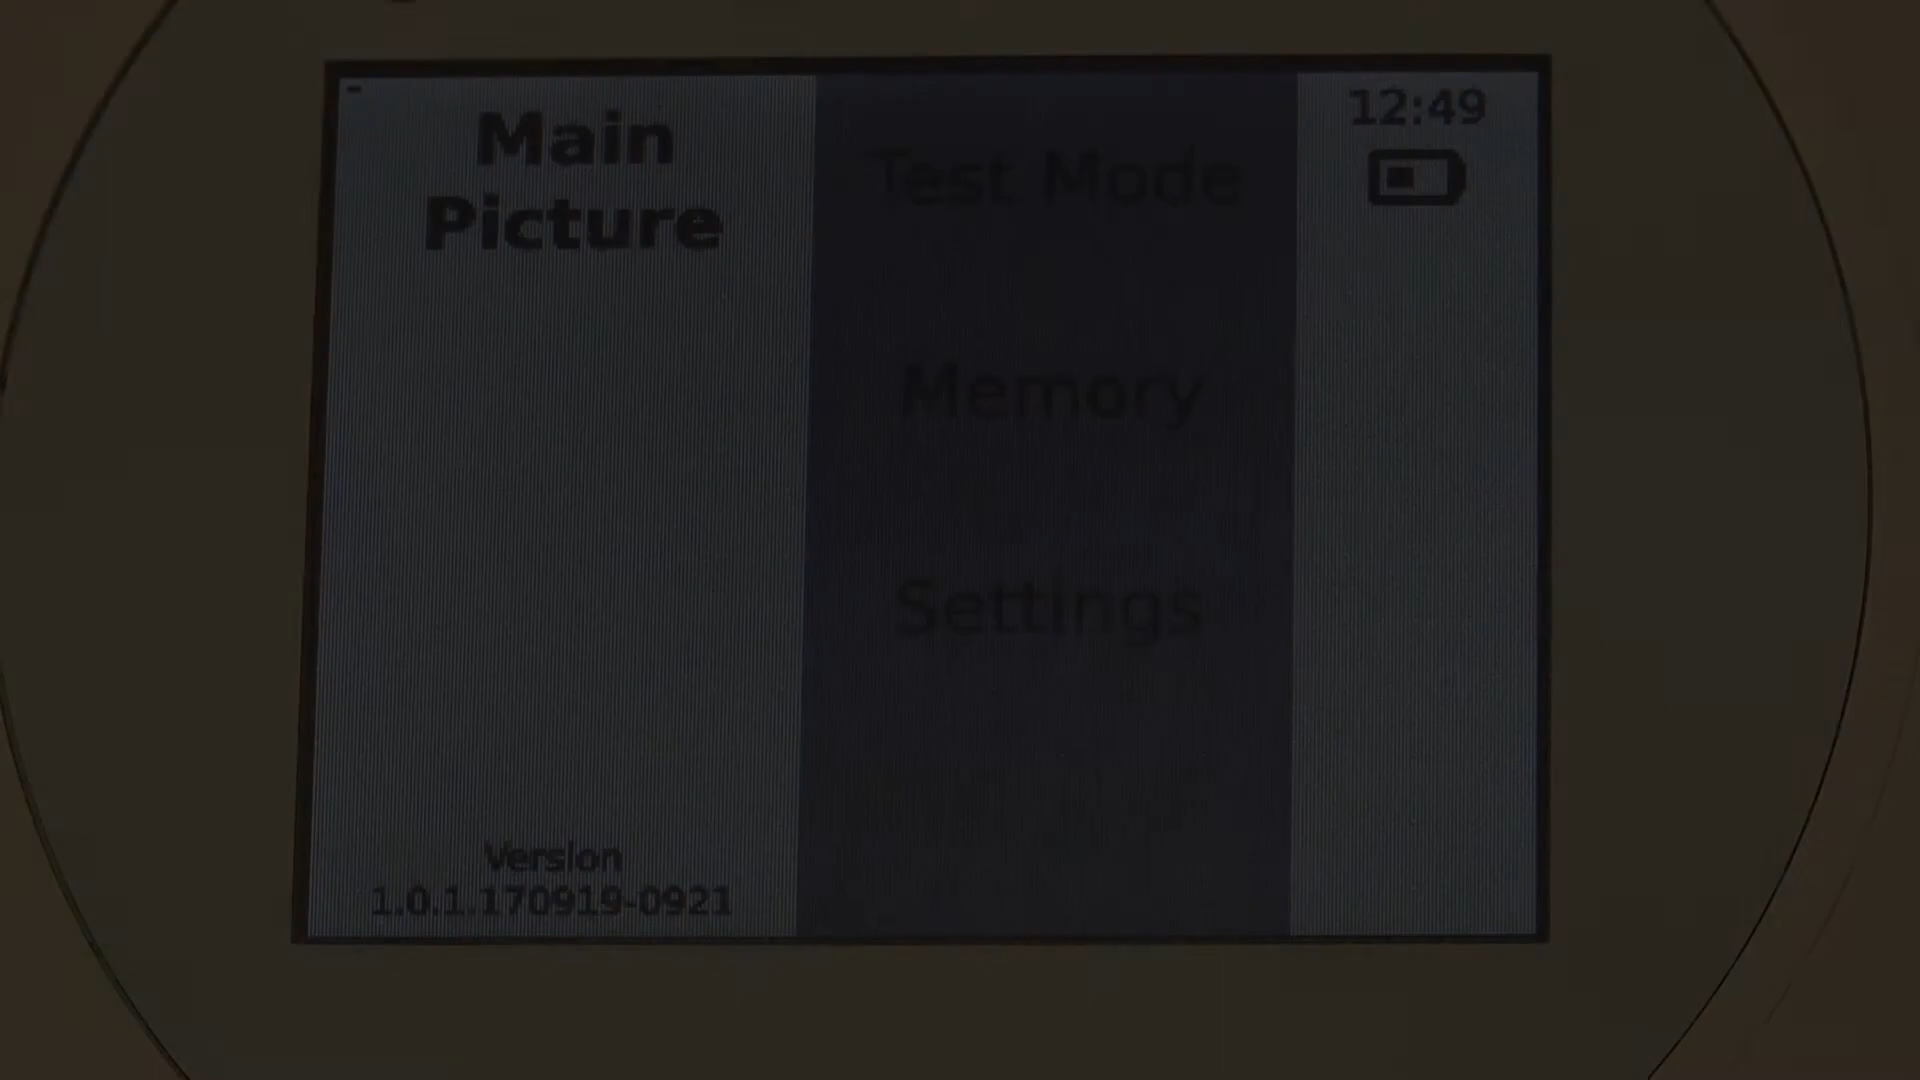 Main
Picture
Test Mode
Memory
Settings
12:49
Version
1.0.1.170919-0921